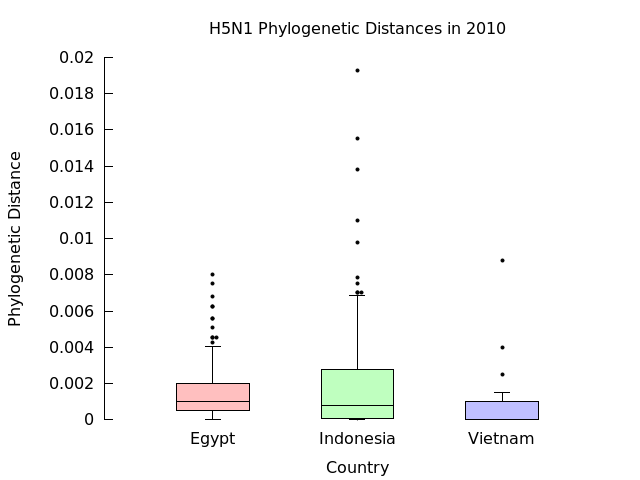 H5N1 Phylogenetic Distances in 2010
0.02
0.018
0.016
0.014
0.012
0.01
0.008
0.006
0.004
0.002
0
Phylogenetic Distance
Egypt Indonesia Vietnam
Country